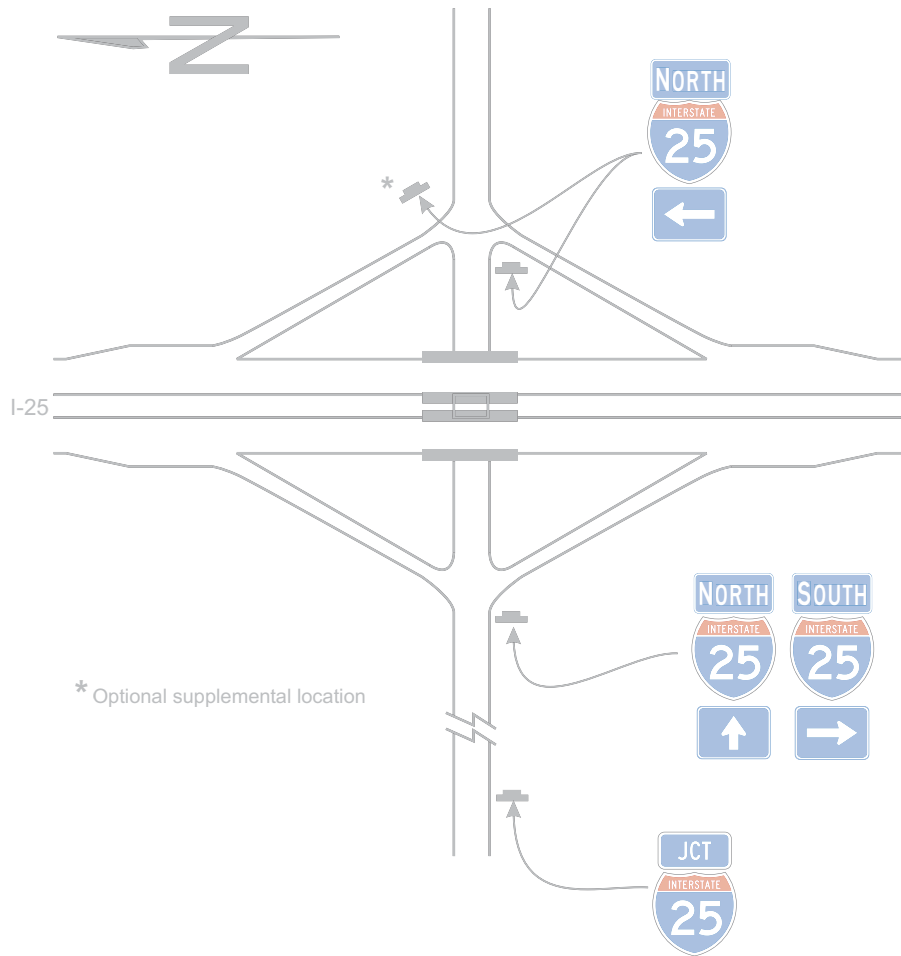 N
NORTH
INTERSTATE
25
*
I-25
NORTH SOUTH
INTERSTATE INTERSTATE
25 25
* Optional supplemental location
JCT
INTERSTATE
25